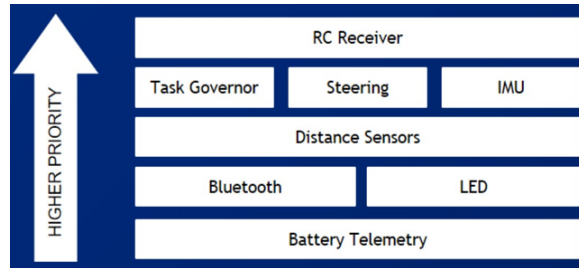 HIGHER PRIORITY
RC Receiver
Task Governor
Steering
IMU
Distance Sensors
Bluetooth
LED
Battery Telemetry